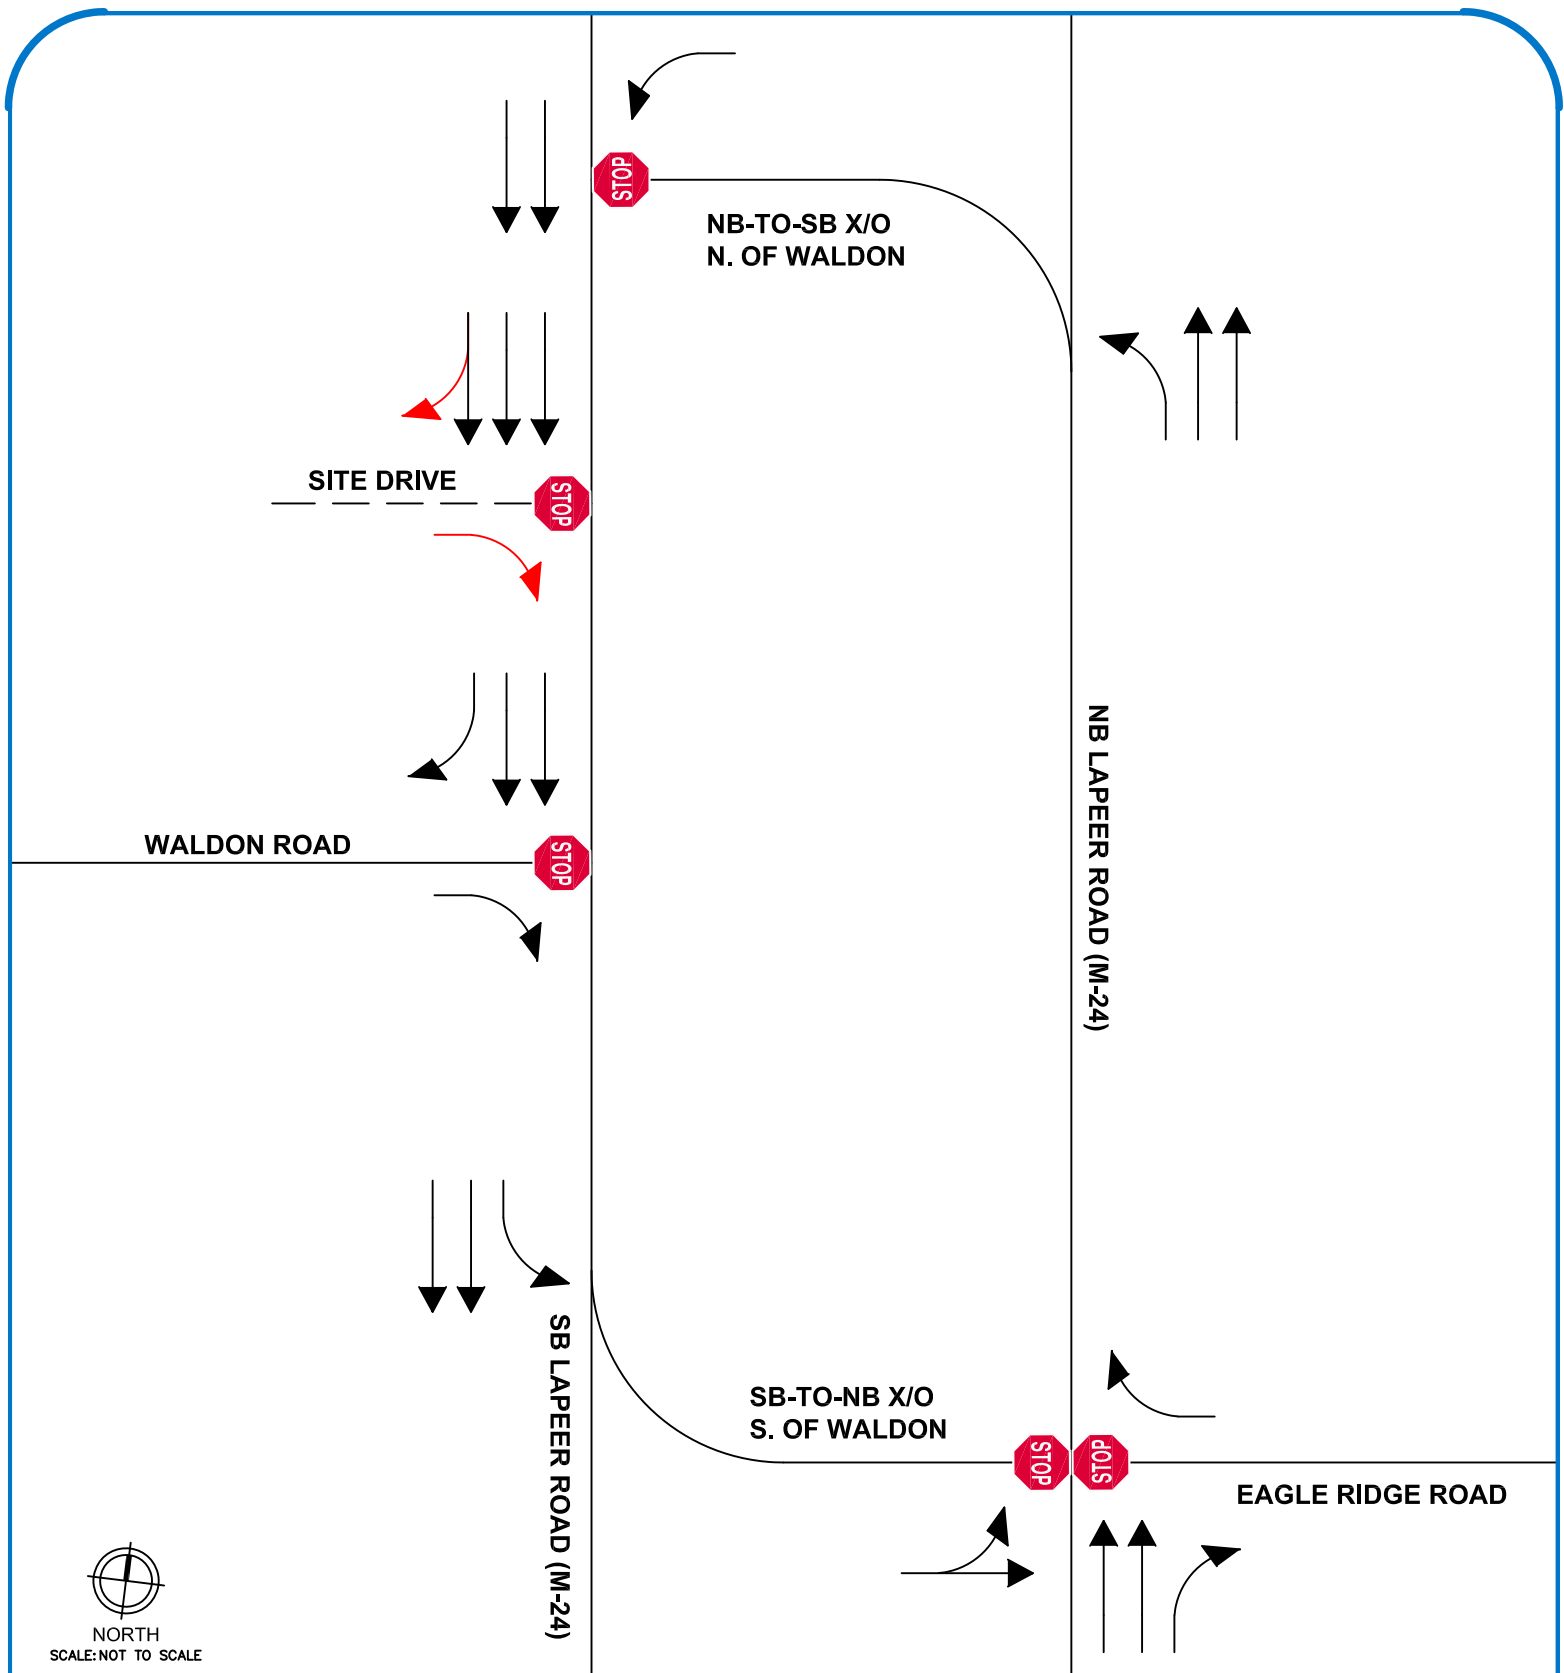 STOP
NB-TO-SB X/O
N. OF WALDON
SITE DRIVE
STOP
NB LAPEER ROAD (M-24)
WALDON ROAD
STOP
SB LAPEER ROAD (M-24)
SB-TO-NB X/O
S. OF WALDON
STOP
STOP
EAGLE RIDGE ROAD
NORTH
SCALE: NOT TO SCALE